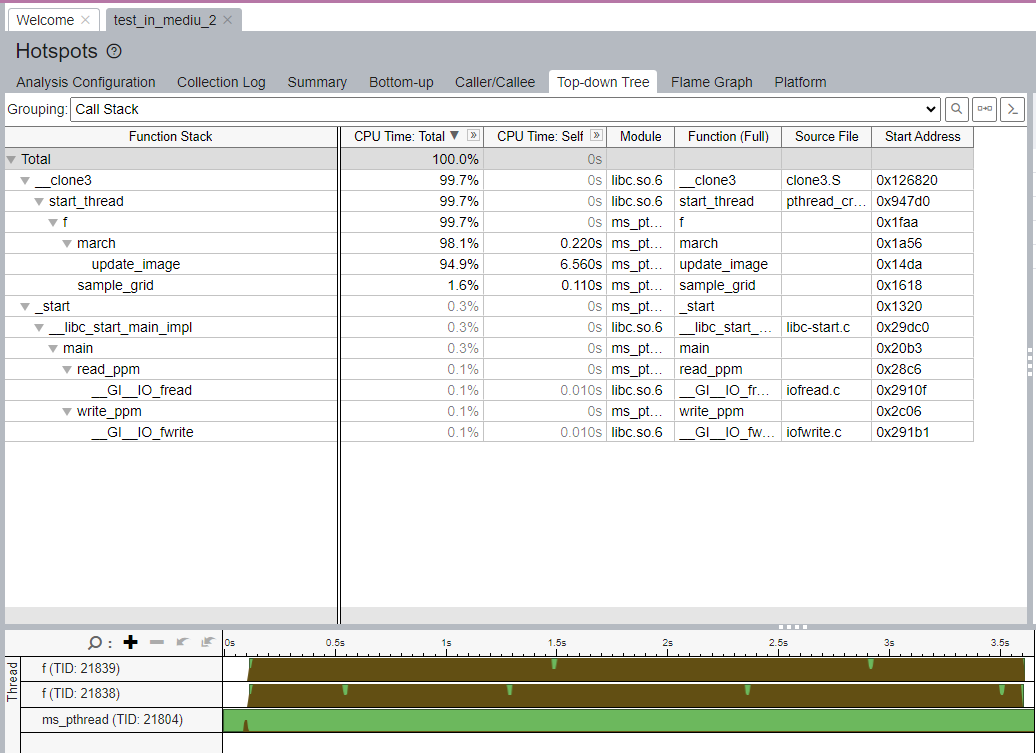 Welcome
test_in_mediu_2
Hotspots
Analysis Configuration Collection Log Summary Bottom-up Caller/Callee Top-down Tree Flame Graph Platform
Grouping: Call Stack
Function Stack CPU Time: Total CPU Time: Self Module Function (Full) Source File Start Address
Total 100.0% 0s
__clone3 99.7% 0s libc.so.6 __clone3 clone3.S 0x126820
start_thread 99.7% 0s libc.so.6 start_thread pthread_cr... 0x947d0
f 99.7% 0s ms_pt... f 0x1faa
march 98.1% 0.220s ms_pt... march 0x1a56
update_image 94.9% 6.560s ms_pt... update_image 0x14da
sample_grid 1.6% 0.110s ms_pt... sample_grid 0x1618
_start 0.3% 0s ms_pt... _start 0x1320
__libc_start_main_impl 0.3% 0s libc.so.6 __libc_start_... libc-start.c 0x29dc0
main 0.3% 0s ms_pt... main 0x20b3
read_ppm 0.1% 0s ms_pt... read_ppm 0x28c6
__GI__IO_fread 0.1% 0.010s libc.so.6 __GI__IO_fr... iofread.c 0x2910f
write_ppm 0.1% 0s ms_pt... write_ppm 0x2c06
__GI__IO_fwrite 0.1% 0.010s libc.so.6 __GI__IO_fw... iofwrite.c 0x291b1
0s 0.5s 1s 1.5s 2s 2.5s 3s 3.5s
Thread
f (TID: 21839)
f (TID: 21838)
ms_pthread (TID: 21804)